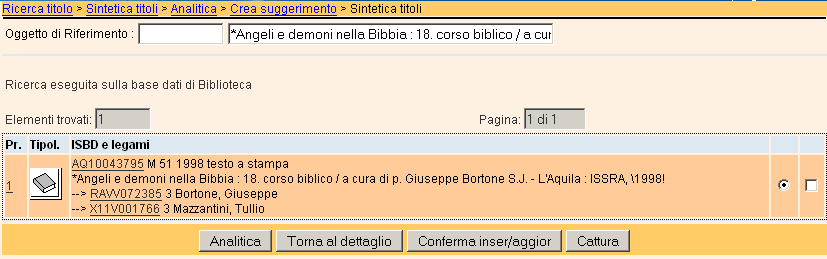 Ricerca titolo > Sintetica titoli > Analitica > Crea suggerimento > Sintetica titoli
Oggetto di Riferimento : *Angeli e demoni nella Bibbia : 18. corso biblico / a cur
Ricerca eseguita sulla base dati di Biblioteca
Elementi trovati: 1 Pagina: 1 di 1
Pr. Tipol. ISBD e legami
AQ10043795 M 51 1998 testo a stampa
1 *Angeli e demoni nella Bibbia : 18. corso biblico / a cura di p. Giuseppe Bortone S.J. - L'Aquila : ISSRA, \1998!
--> RAVV072385 3 Bortone, Giuseppe
--> X11V001766 3 Mazzantini, Tullio
Analitica Torna al dettaglio Conferma inser/aggior Cattura